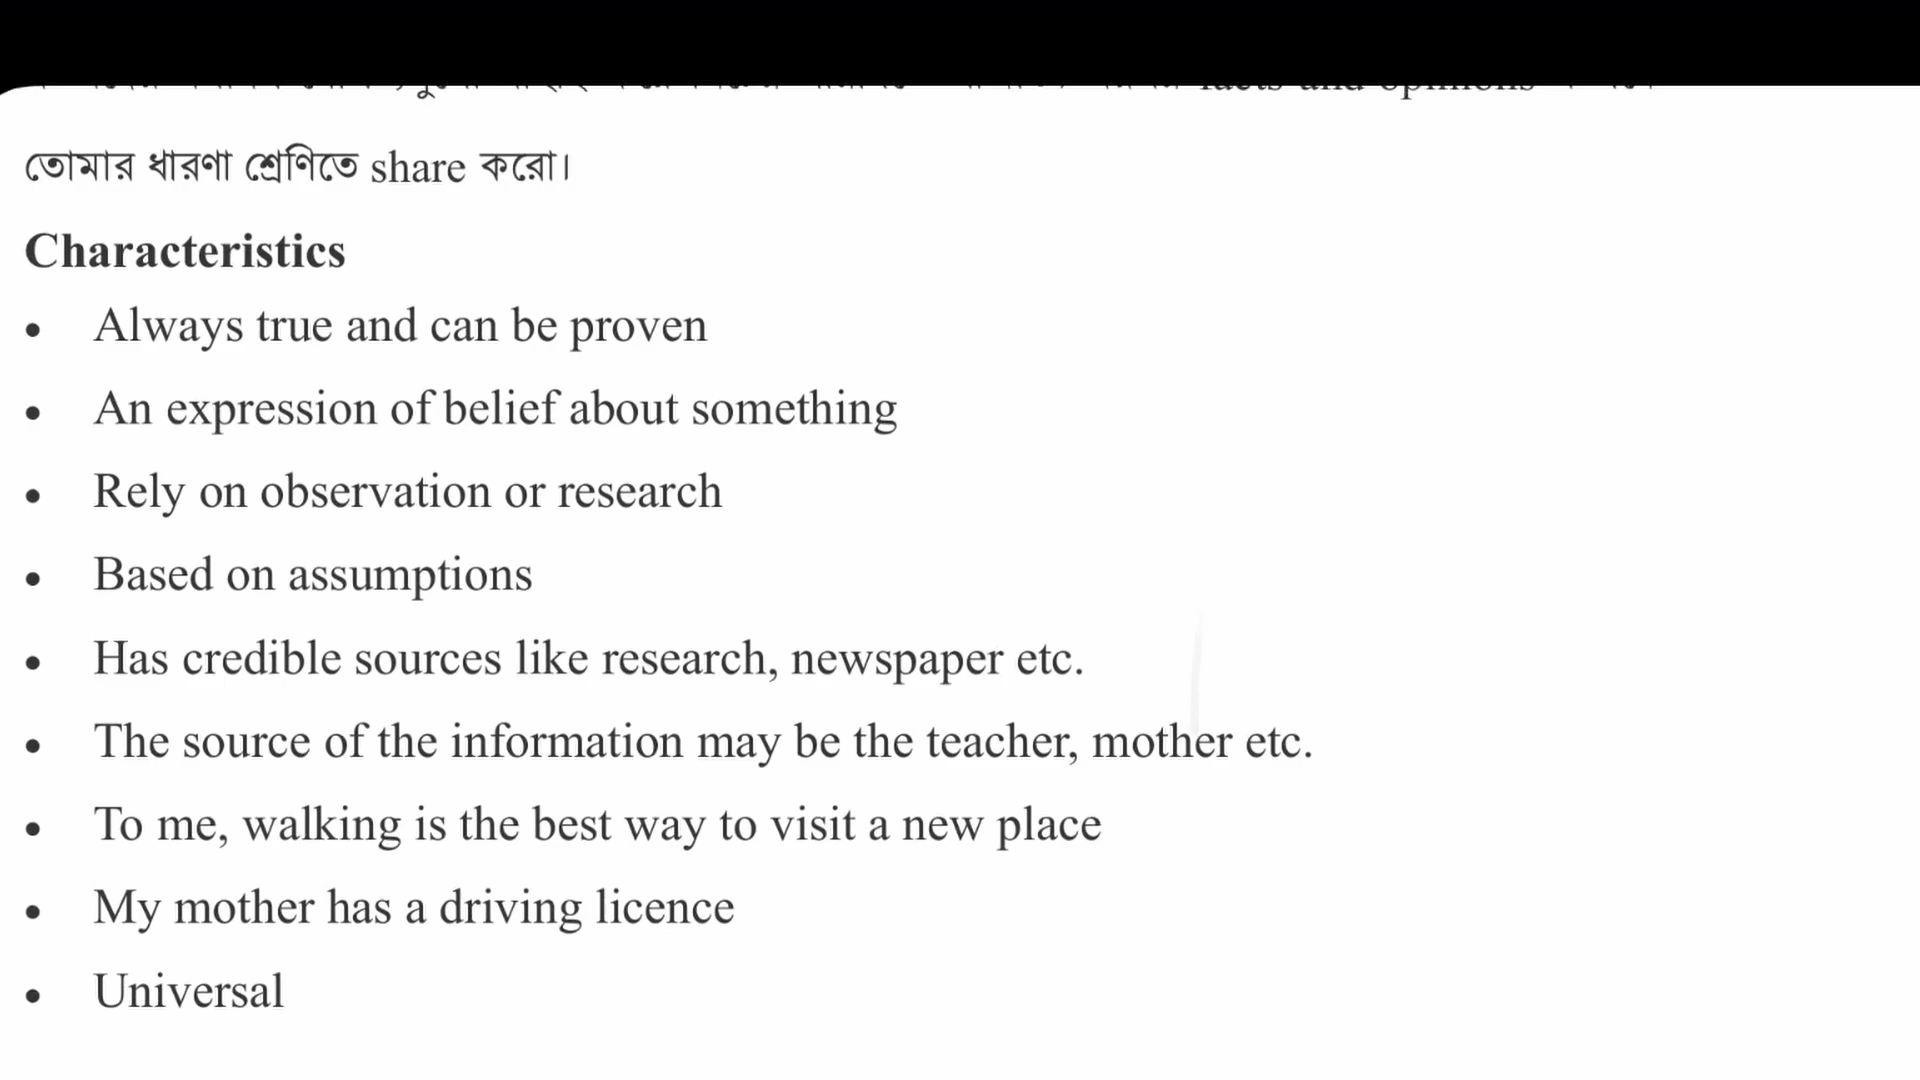 facts and opinions
তোমার ধারণা শ্রেণিতে share করো।
Characteristics
• Always true and can be proven
• An expression of belief about something
• Rely on observation or research
• Based on assumptions
• Has credible sources like research, newspaper etc.
• The source of the information may be the teacher, mother etc.
• To me, walking is the best way to visit a new place
• My mother has a driving licence
• Universal